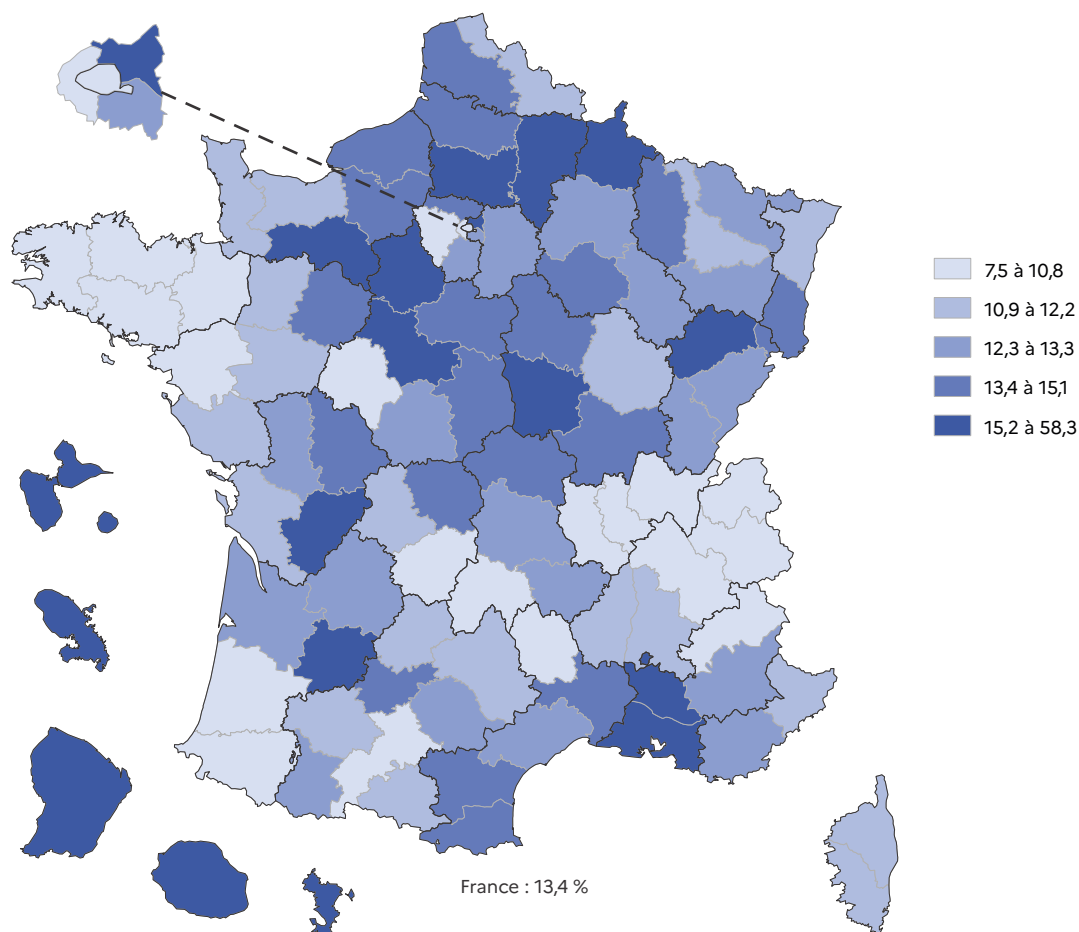 7,5 à 10,8
10,9 à 12,2
12,3 à 13,3
13,4 à 15,1
15,2 à 58,3
France : 13,4 %